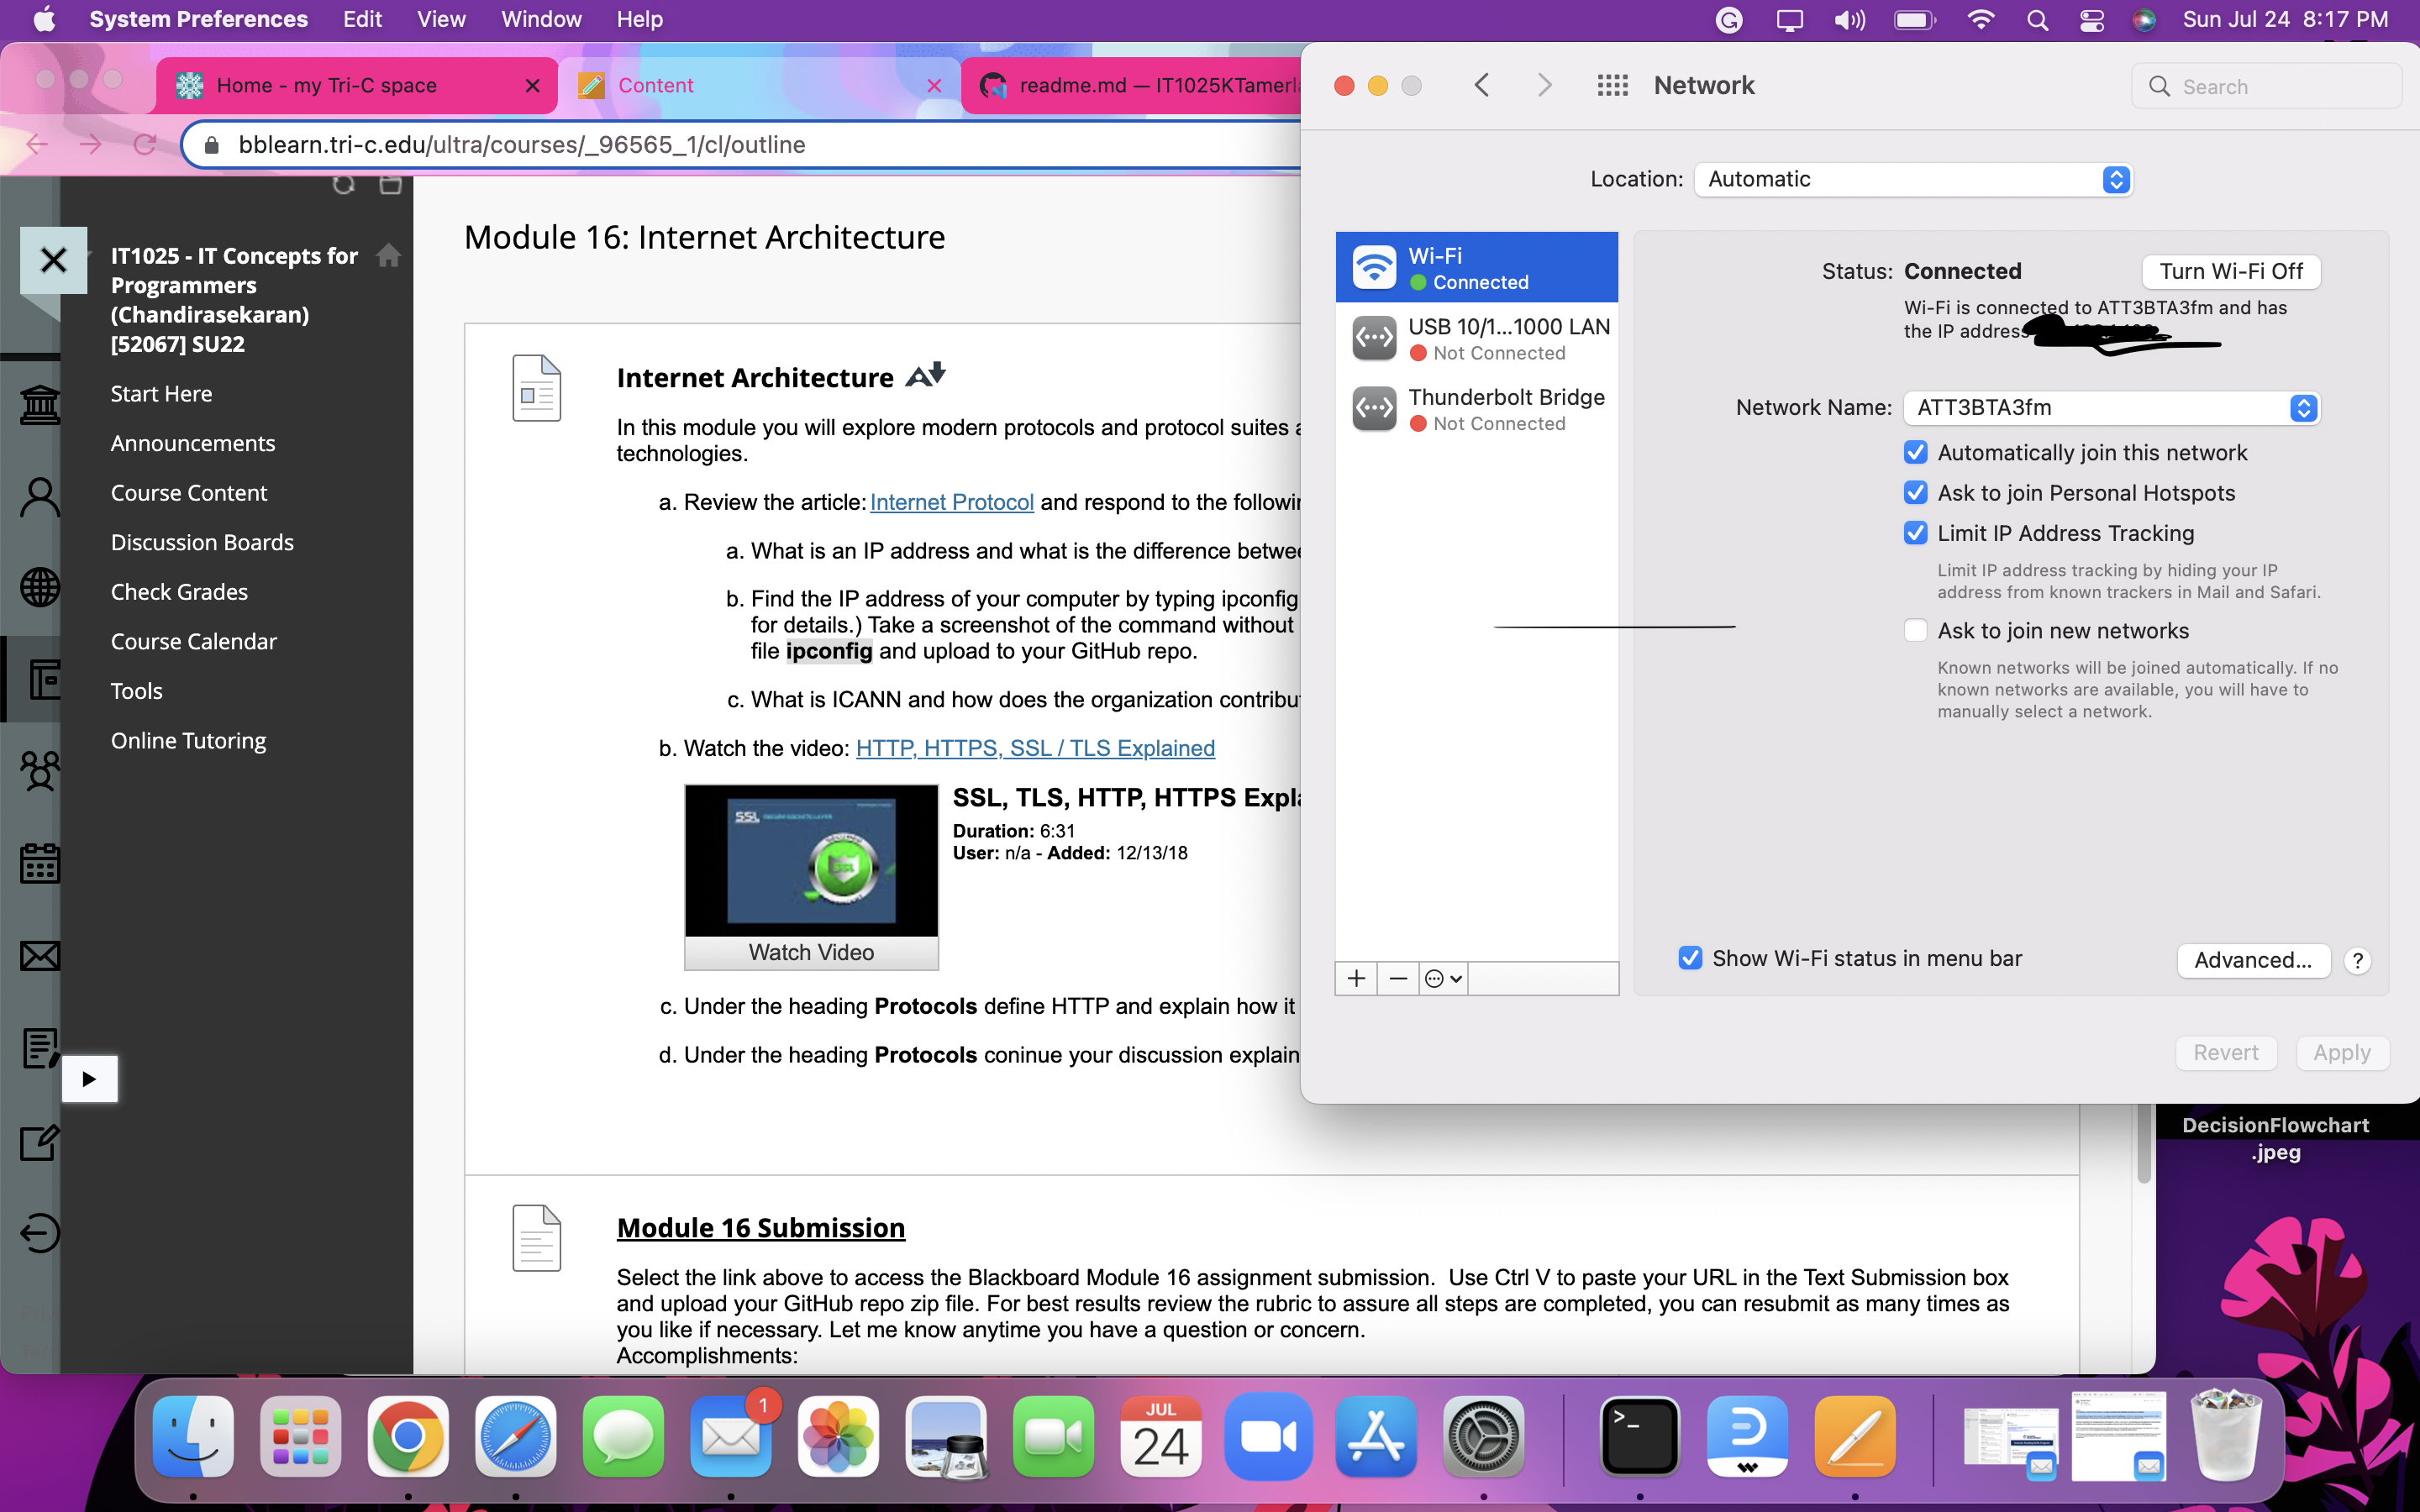 System Preferences Edit View Window Help
Sun Jul 24 8:17 PM
Home - my Tri-C space
Content
readme.md — IT1025KTamerla
bblearn.tri-c.edu/ultra/courses/_96565_1/cl/outline
IT1025 - IT Concepts for
Programmers
(Chandirasekaran)
[52067] SU22
Start Here
Announcements
Course Content
Discussion Boards
Check Grades
Course Calendar
Tools
Online Tutoring
Module 16: Internet Architecture
Internet Architecture
In this module you will explore modern protocols and protocol suites
technologies.
a. Review the article: Internet Protocol and respond to the followin
a. What is an IP address and what is the difference betwee
b. Find the IP address of your computer by typing ipconfig
for details.) Take a screenshot of the command without
file ipconfig and upload to your GitHub repo.
c. What is ICANN and how does the organization contribu
b. Watch the video: HTTP, HTTPS, SSL / TLS Explained
SSL
SSL
SSL, TLS, HTTP, HTTPS Expla
Duration: 6:31
User: n/a - Added: 12/13/18
Watch Video
c. Under the heading Protocols define HTTP and explain how it
d. Under the heading Protocols coninue your discussion explain
Module 16 Submission
Select the link above to access the Blackboard Module 16 assignment submission. Use Ctrl V to paste your URL in the Text Submission box
and upload your GitHub repo zip file. For best results review the rubric to assure all steps are completed, you can resubmit as many times as
you like if necessary. Let me know anytime you have a question or concern.
Accomplishments:
Network
Search
Location: Automatic
Wi-Fi
Connected
USB 10/1...1000 LAN
Not Connected
Thunderbolt Bridge
Not Connected
Status: Connected
Turn Wi-Fi Off
Wi-Fi is connected to ATT3BTA3fm and has
the IP address
Network Name: ATT3BTA3fm
Automatically join this network
Ask to join Personal Hotspots
Limit IP Address Tracking
Limit IP address tracking by hiding your IP
address from known trackers in Mail and Safari.
Ask to join new networks
Known networks will be joined automatically. If no
known networks are available, you will have to
manually select a network.
Show Wi-Fi status in menu bar
Advanced...
?
Revert
Apply
DecisionFlowchart
.jpeg
1
JUL
24